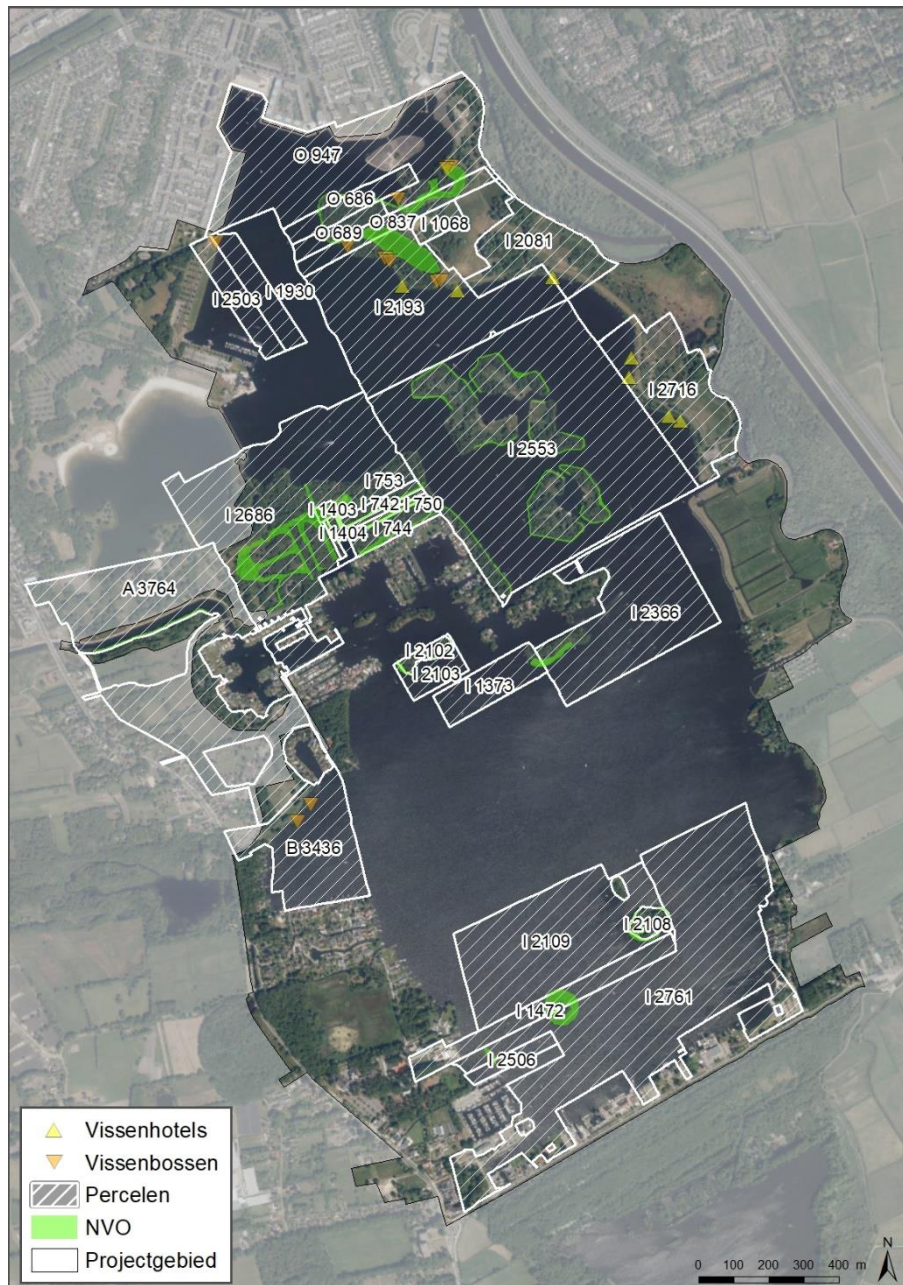 O 947
O 686
O 837
I 1068
O 689
I 2081
I 2503
I 1930
I 2193
I 2716
I 2553
I 753
I 2686
I 1403
I 742
I 750
I 1404
I 744
A 3764
I 2366
I 2102
I 2103
I 1373
B 3436
I 2108
I 2109
I 2761
I 1472
I 2506
Vissenhotels
Vissenbossen
Percelen
NVO
Projectgebied
N
0 100 200 300 400 m